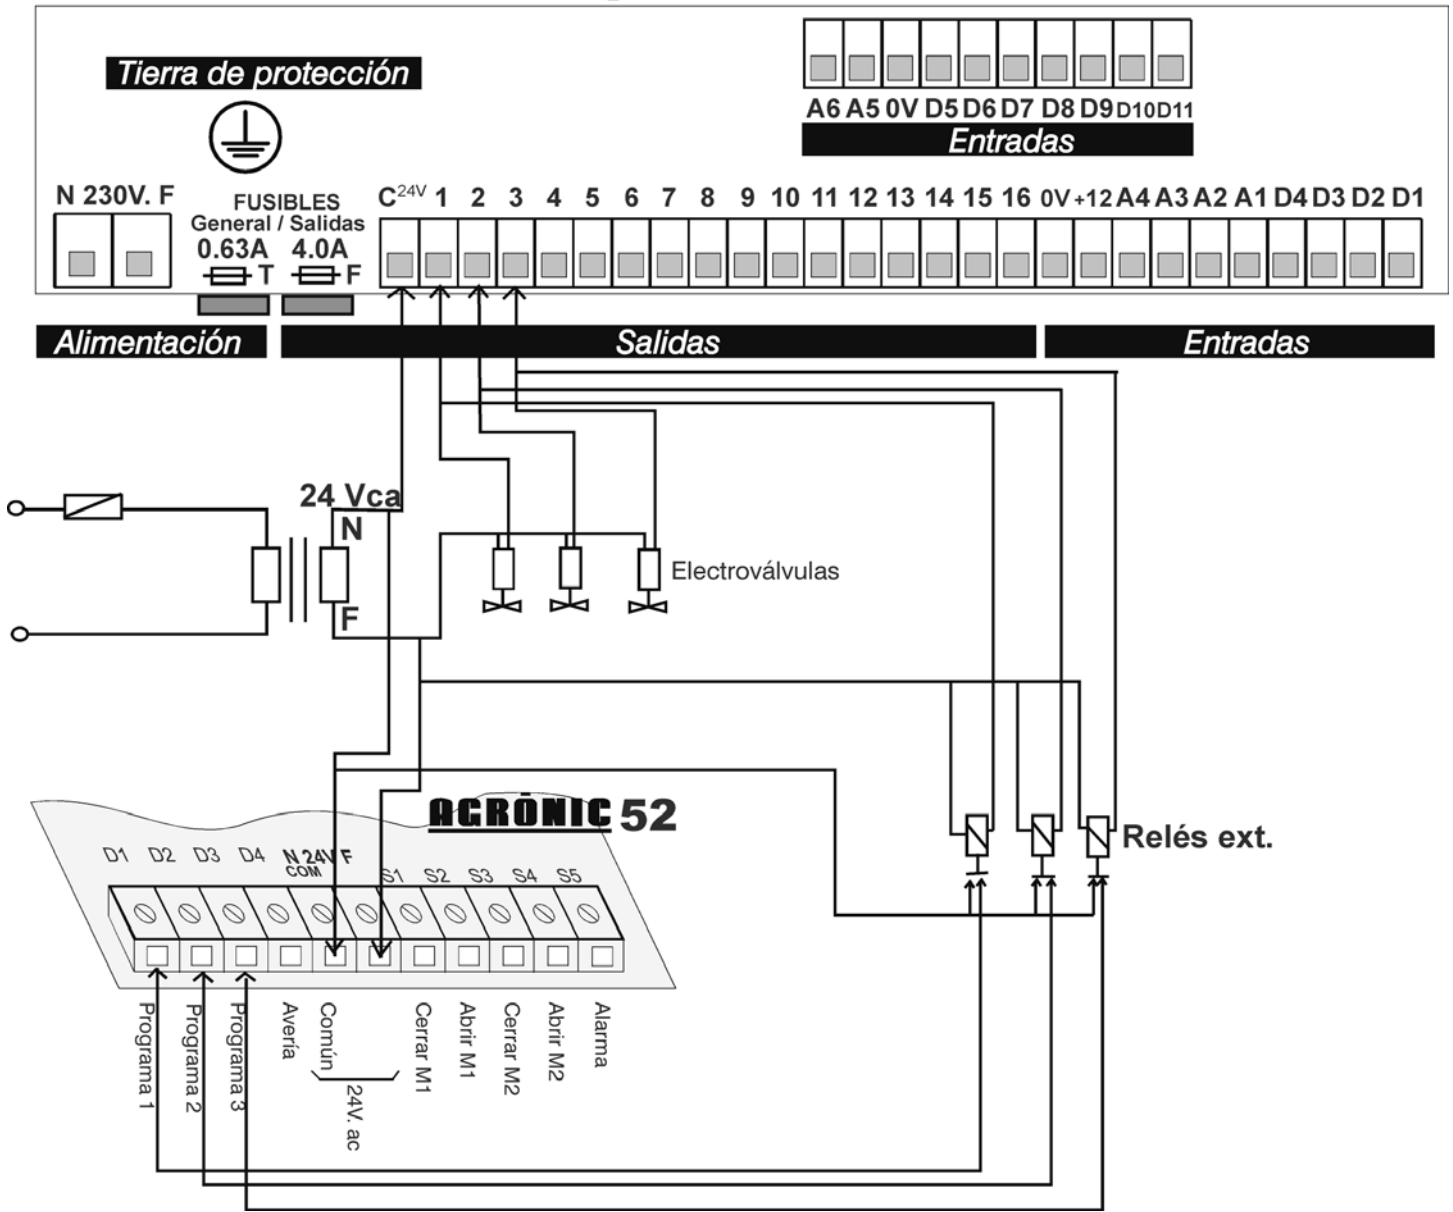 Tierra de protección
A6 A5 0V D5 D6 D7 D8 D9 D10 D11
Entradas
N 230V. F
FUSIBLES
General / Salidas
0.63A 4.0A
T F
C24V 1 2 3 4 5 6 7 8 9 10 11 12 13 14 15 16 0V +12 A4 A3 A2 A1 D4 D3 D2 D1
Alimentación
Salidas
Entradas
24 Vca
N
F
Electroválvulas
AGRÓNIC 52
Relés ext.
D1 D2 D3 D4 N 24V F
COM
S1 S2 S3 S4 S5
Programa 1
Programa 2
Programa 3
Avería
Común
24V. ac
Cerrar M1
Abrir M1
Cerrar M2
Abrir M2
Alarma